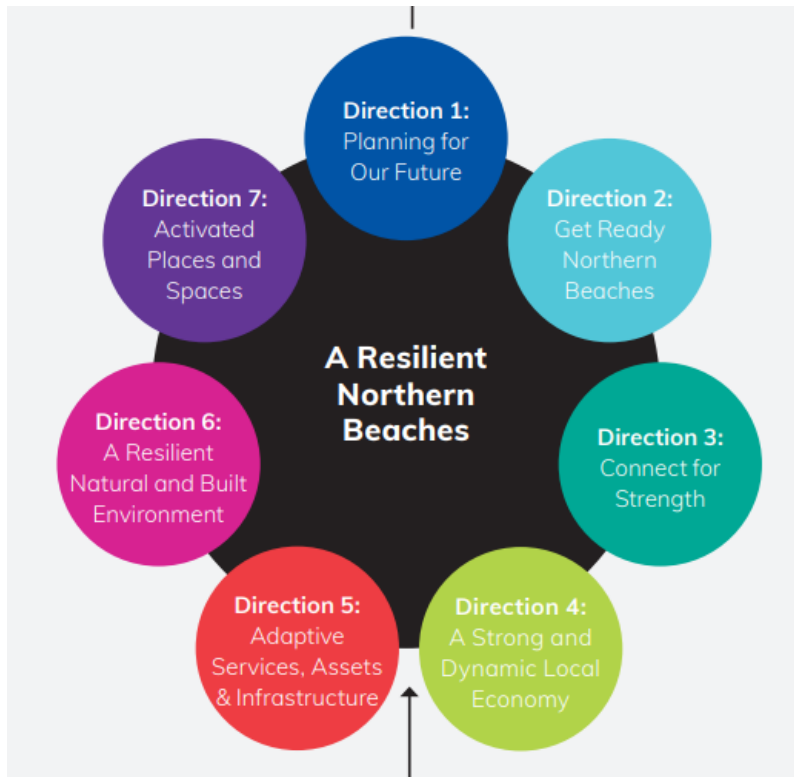 Direction 1:
Planning for
Our Future
Direction 2:
Get Ready
Northern
Beaches
Direction 3:
Connect for
Strength
Direction 4:
A Strong and
Dynamic Local
Economy
Direction 5:
Adaptive
Services, Assets
& Infrastructure
Direction 6:
A Resilient
Natural and Built
Environment
Direction 7:
Activated
Places and
Spaces
A Resilient
Northern
Beaches